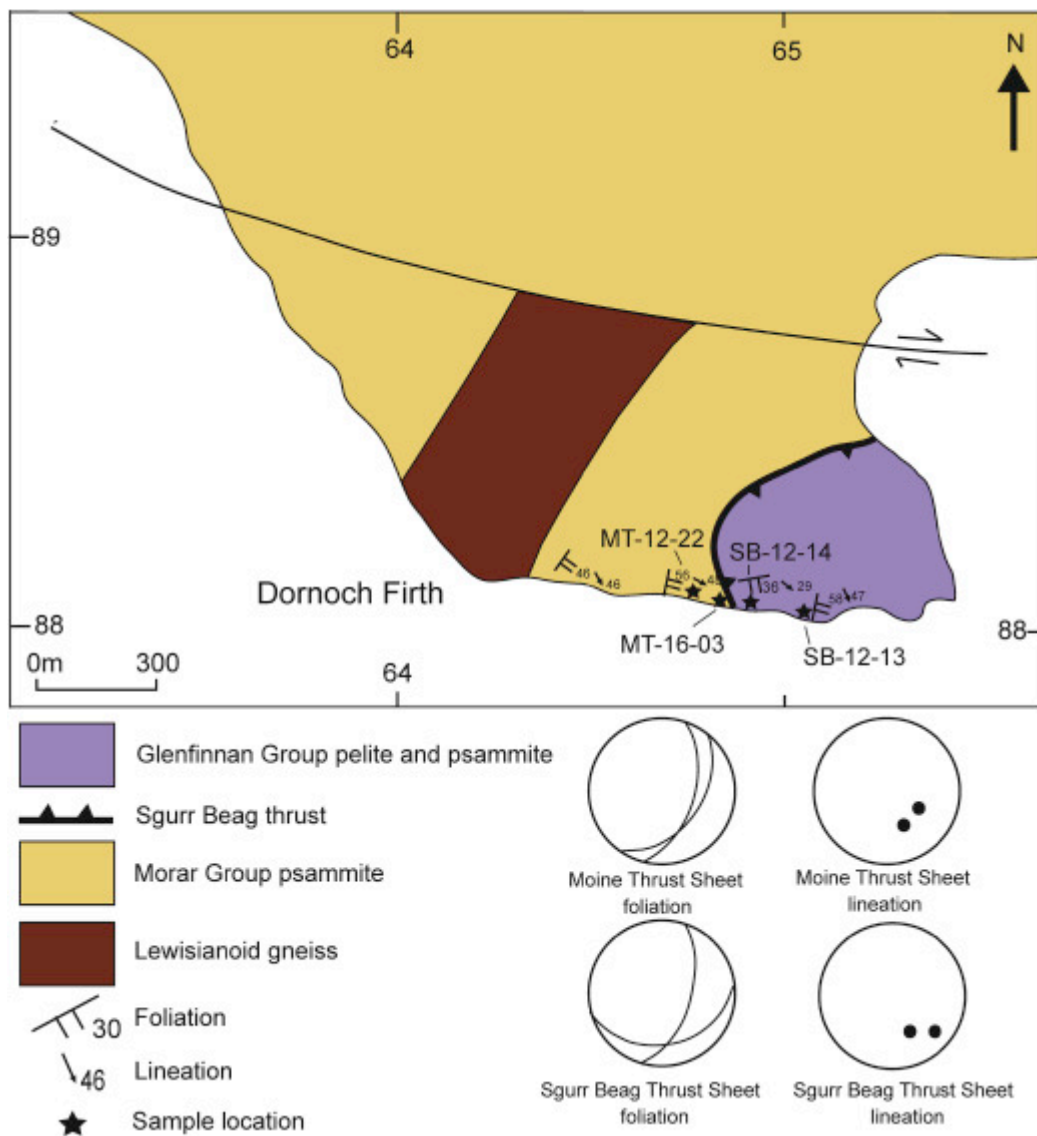 64
65
N
89
MT-12-22
SB-12-14
46
46
56
45
36
29
58
47
Dornoch Firth
88
88
MT-16-03
SB-12-13
0m
300
64
Glenfinnan Group pelite and psammite
Sgurr Beag thrust
Morar Group psammite
Lewisianoid gneiss
30
Foliation
46
Lineation
Sample location
Moine Thrust Sheet
foliation
Moine Thrust Sheet
lineation
Sgurr Beag Thrust Sheet
foliation
Sgurr Beag Thrust Sheet
lineation